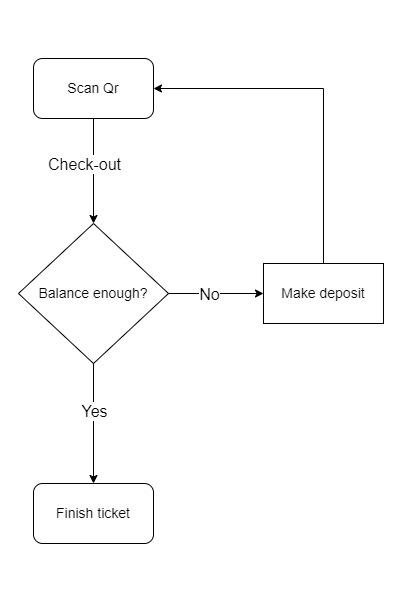 Scan Qr
Check-out
Balance enough?
No
Make deposit
Yes
Finish ticket